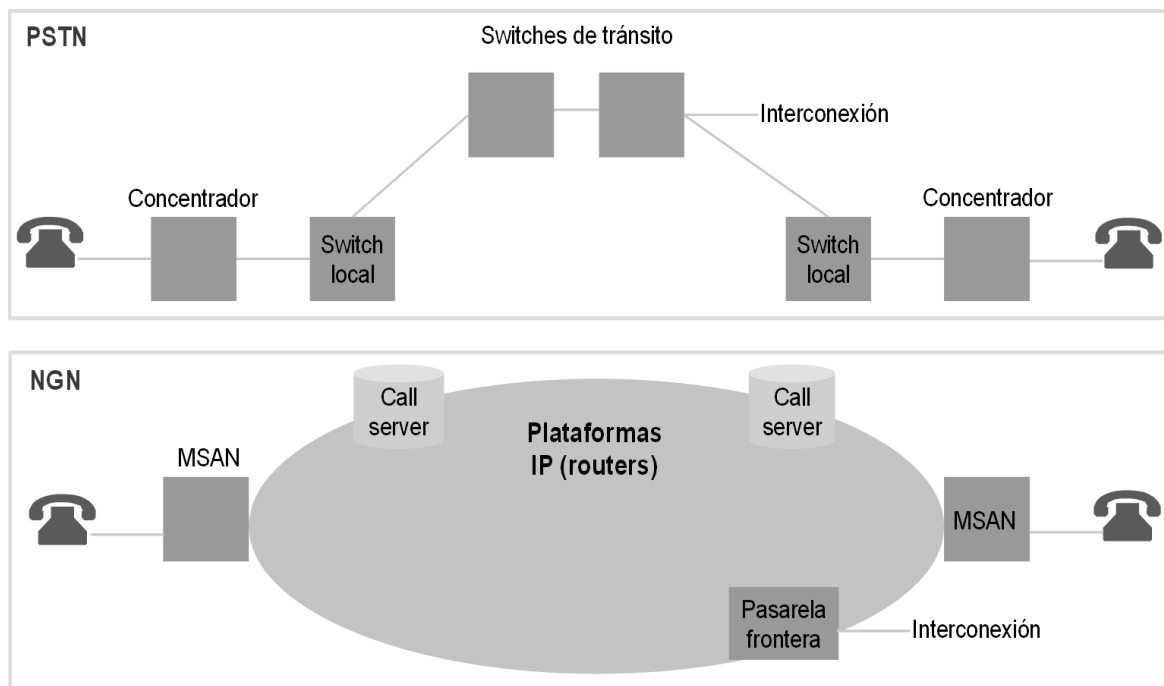 PSTN
Switches de tránsito
Interconexión
Concentrador
Concentrador
Switch
local
Switch
local
NGN
Call
server
Call
server
Plataformas
IP (routers)
MSAN
MSAN
Pasarela
frontera
Interconexión